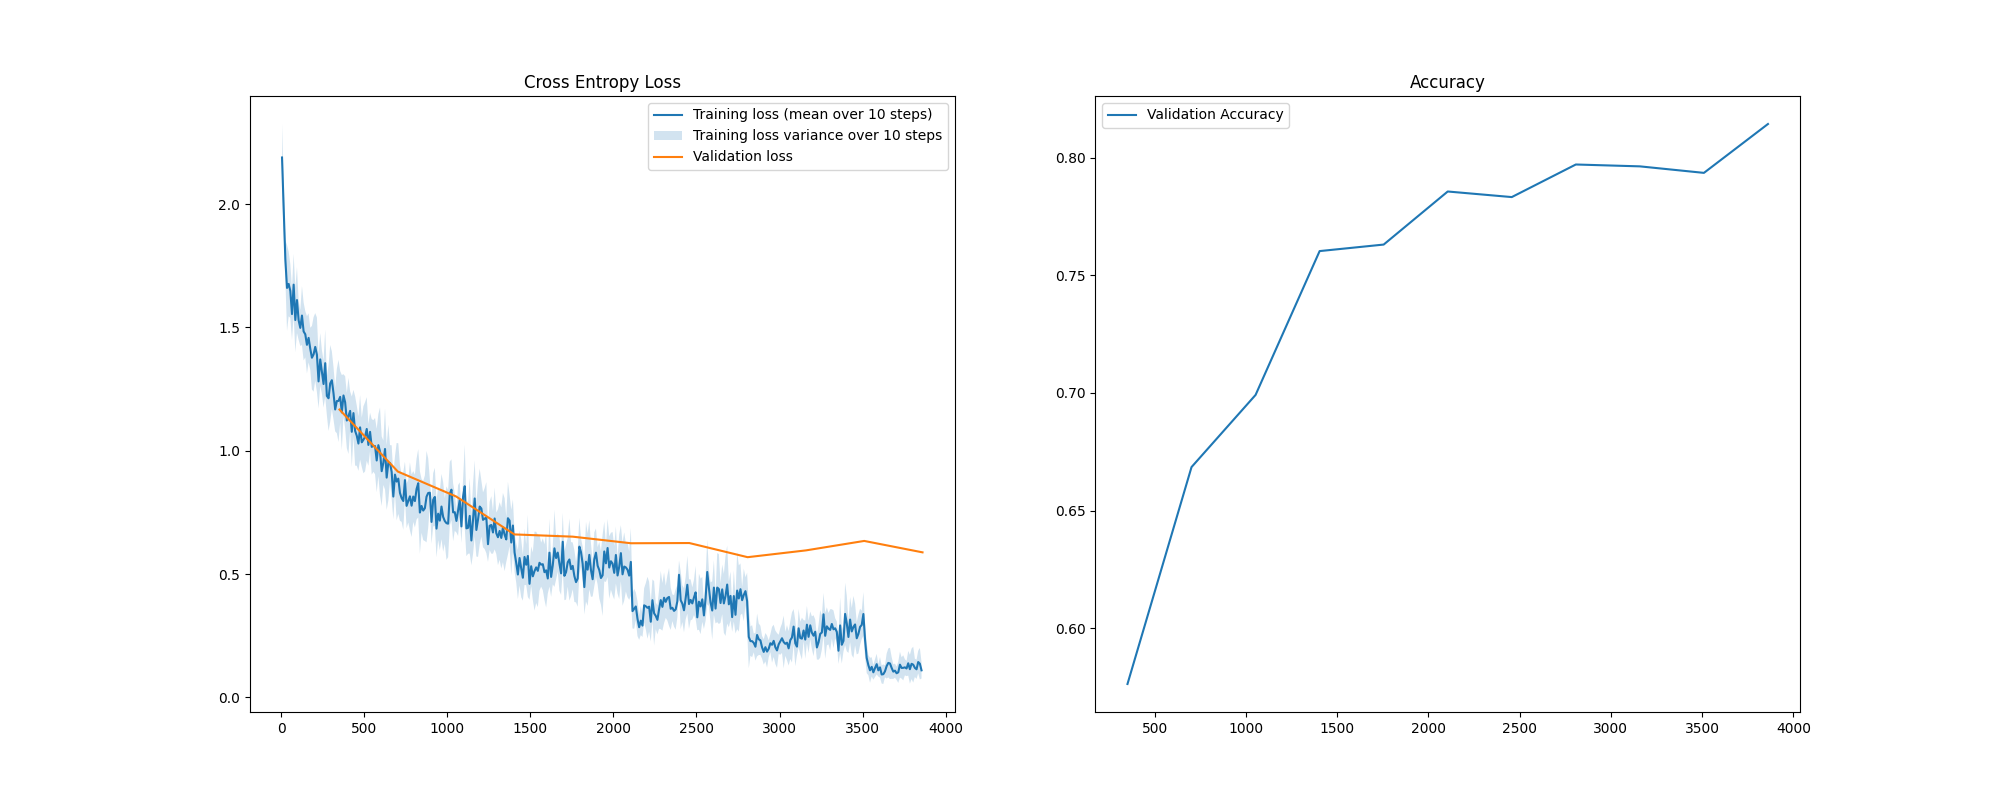 Cross Entropy Loss
Training loss (mean over 10 steps)
Training loss variance over 10 steps
Validation loss
2.0
1.5
1.0
0.5
0.0
0 500 1000 1500 2000 2500 3000 3500 4000
Accuracy
Validation Accuracy
0.80
0.75
0.70
0.65
0.60
500 1000 1500 2000 2500 3000 3500 4000